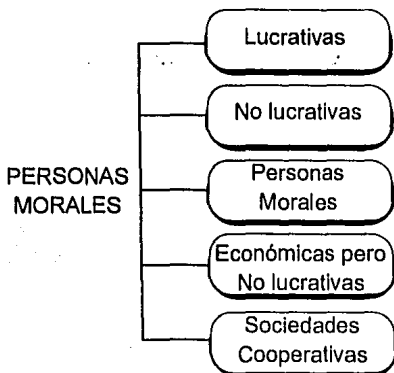 Lucrativas
No lucrativas
PERSONAS
MORALES
Personas
Morales
Económicas pero
No lucrativas
Sociedades
Cooperativas